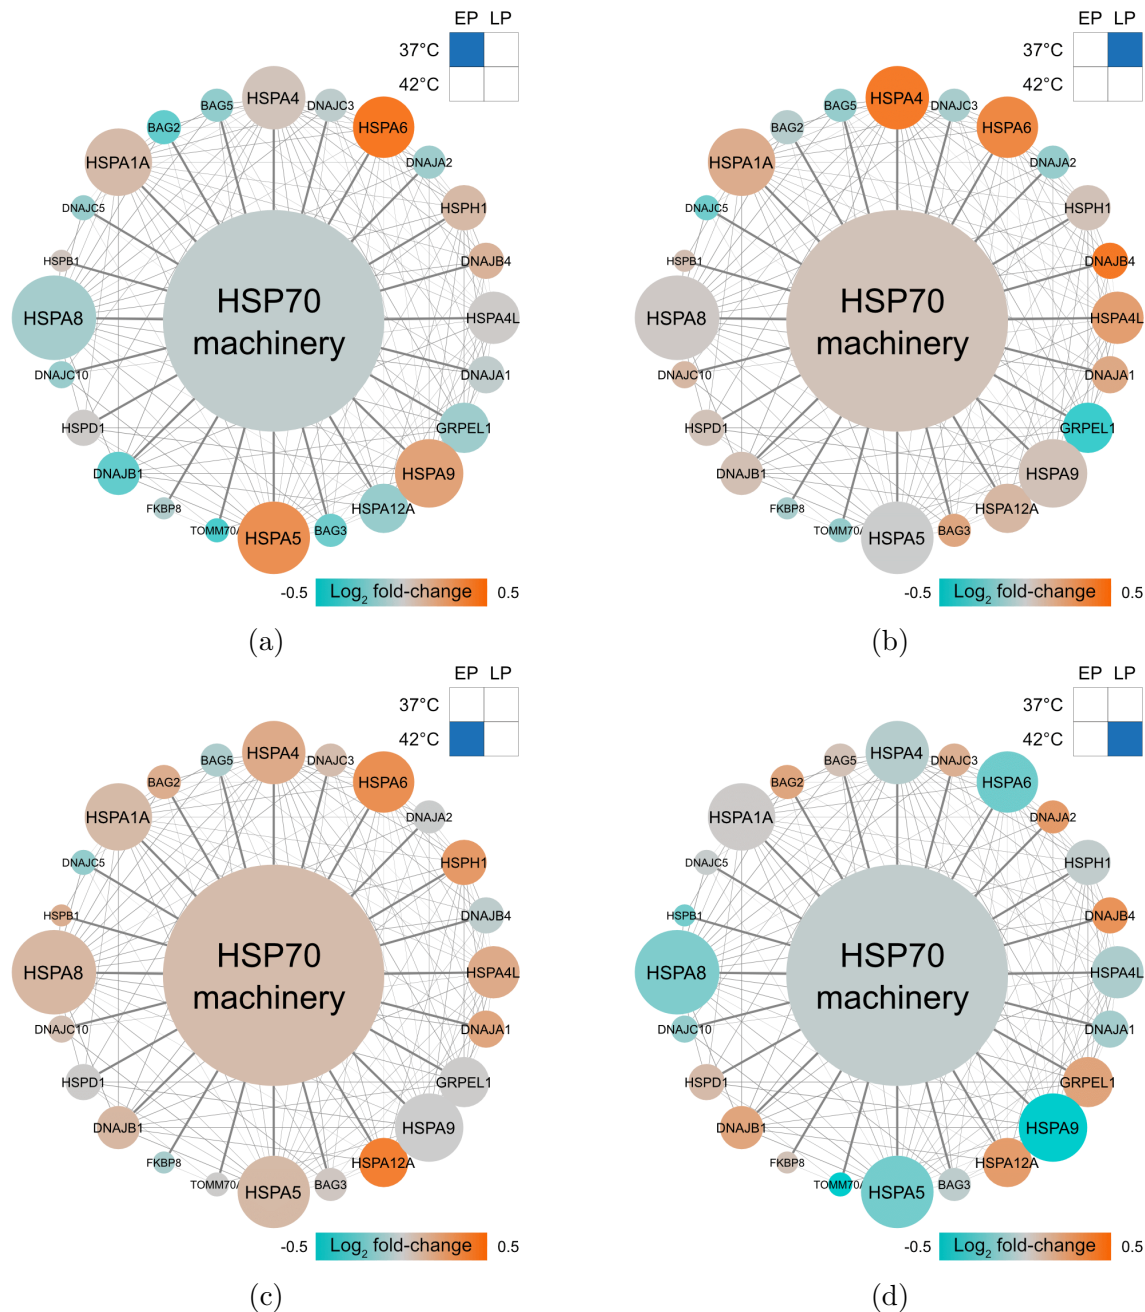 EP LP
37°C
42°C
HSPA4
DNAJC3
BAG5
HSPA6
BAG2
DNAJA2
HSPA1A
HSPH1
DNAJC5
DNAJB4
HSPB1
HSP70
machinery
HSPA8
HSPA4L
DNAJC10
DNAJA1
HSPD1
GRPEL1
DNAJB1
HSPA9
FKBP8
HSPA12A
TOMM70A
HSPA5
BAG3
-0.5 Log2 fold-change 0.5
(a)
EP LP
37°C
42°C
HSPA4
DNAJC3
BAG5
HSPA6
BAG2
DNAJA2
HSPA1A
HSPH1
DNAJC5
DNAJB4
HSPB1
HSP70
machinery
HSPA8
HSPA4L
DNAJC10
DNAJA1
HSPD1
GRPEL1
DNAJB1
HSPA9
FKBP8
HSPA12A
TOMM70A
HSPA5
BAG3
-0.5 Log2 fold-change 0.5
(b)
EP LP
37°C
42°C
HSPA4
DNAJC3
BAG5
HSPA6
BAG2
DNAJA2
HSPA1A
HSPH1
DNAJC5
DNAJB4
HSPB1
HSP70
machinery
HSPA8
HSPA4L
DNAJC10
DNAJA1
HSPD1
GRPEL1
DNAJB1
HSPA9
FKBP8
HSPA12A
TOMM70A
HSPA5
BAG3
-0.5 Log2 fold-change 0.5
(c)
EP LP
37°C
42°C
HSPA4
DNAJC3
BAG5
HSPA6
BAG2
DNAJA2
HSPA1A
HSPH1
DNAJC5
DNAJB4
HSPB1
HSP70
machinery
HSPA8
HSPA4L
DNAJC10
DNAJA1
HSPD1
GRPEL1
DNAJB1
HSPA9
FKBP8
HSPA12A
TOMM70A
HSPA5
BAG3
-0.5 Log2 fold-change 0.5
(d)